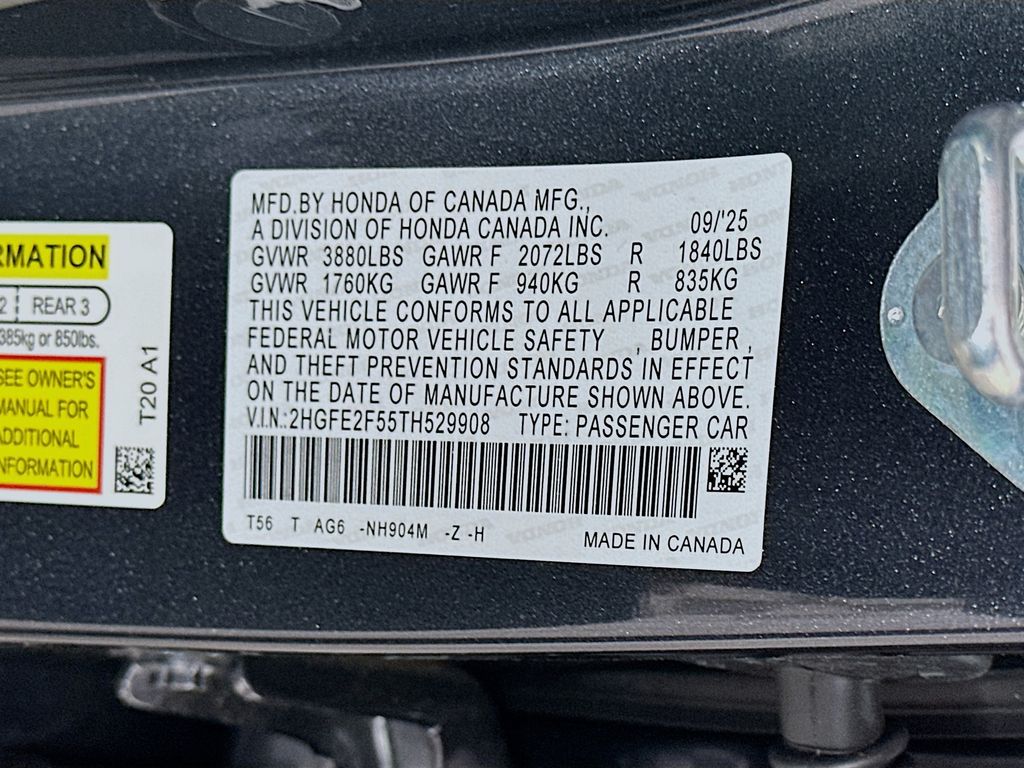 RMATION
2 REAR 3
385kg or 850lbs.
SEE OWNER'S
MANUAL FOR
ADDITIONAL
INFORMATION
T20 A1
MFD.BY HONDA OF CANADA MFG.,
A DIVISION OF HONDA CANADA INC. 09/'25
GVWR 3880LBS GAWR F 2072LBS R 1840LBS
GVWR 1760KG GAWR F 940KG R 835KG
THIS VEHICLE CONFORMS TO ALL APPLICABLE
FEDERAL MOTOR VEHICLE SAFETY , BUMPER ,
AND THEFT PREVENTION STANDARDS IN EFFECT
ON THE DATE OF MANUFACTURE SHOWN ABOVE.
V.I.N.:2HGFE2F55TH529908 TYPE: PASSENGER CAR
T56 T AG6 -NH904M -Z -H
MADE IN CANADA